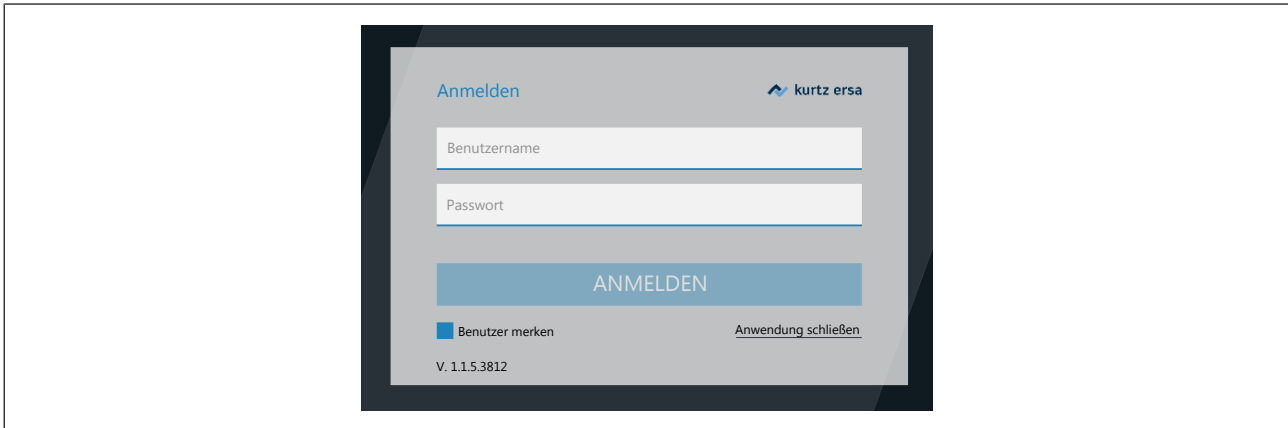 Anmelden
kurtz ersa
Benutzername
Passwort
ANMELDEN
Benutzer merken
Anwendung schließen
V. 1.1.5.3812